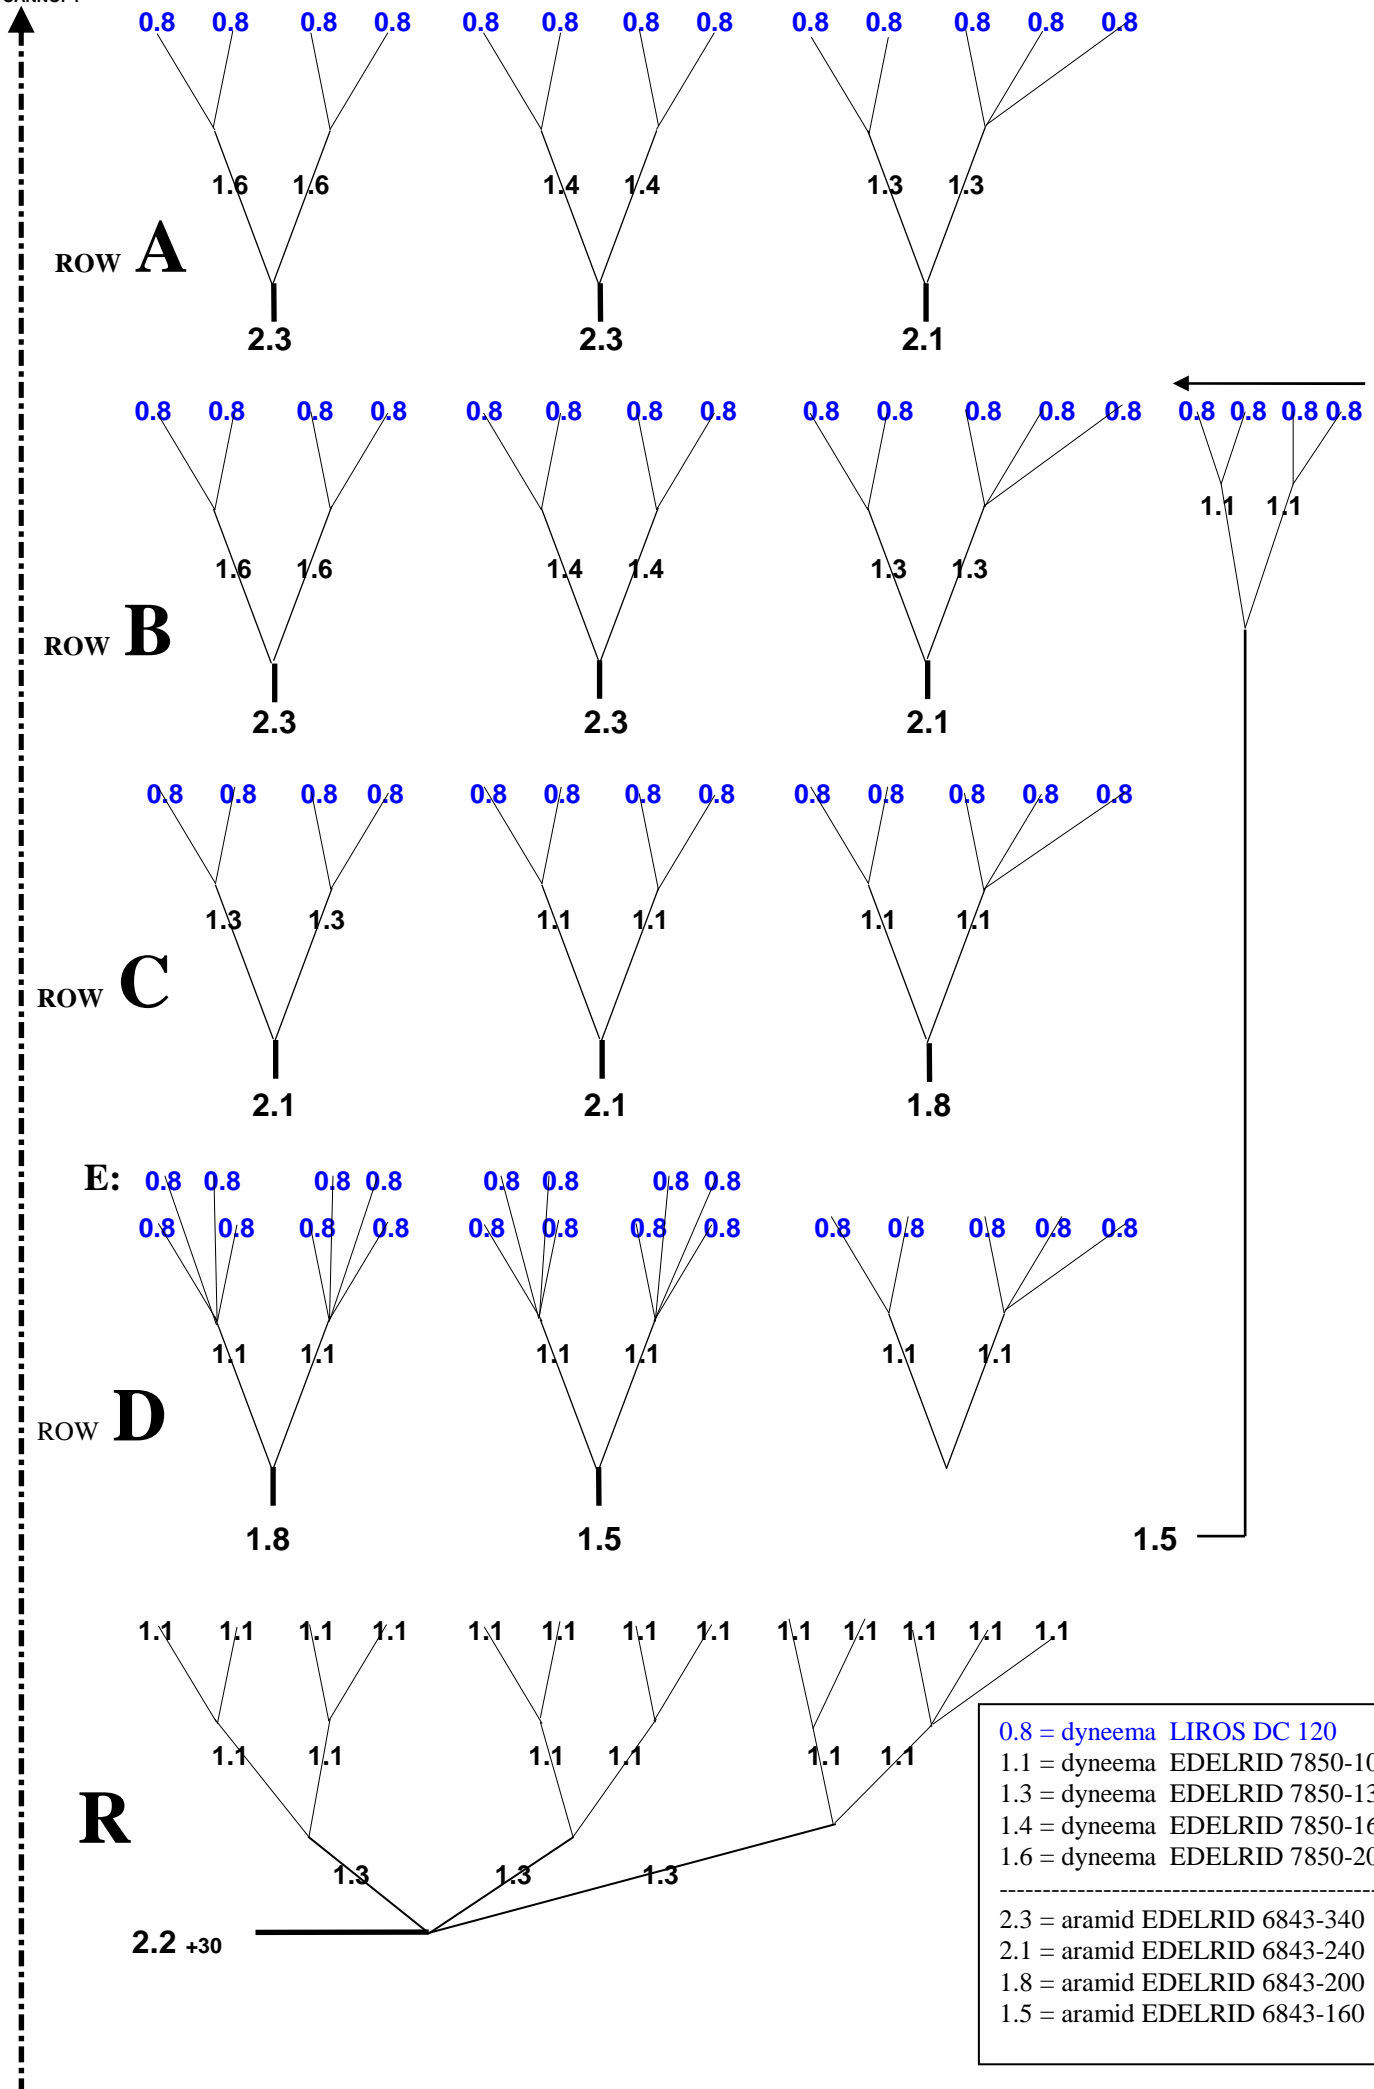 0.8 0.8 0.8 0.8 0.8 0.8 0.8 0.8 0.8 0.8 0.8 0.8 0.8
1.6 1.6 1.4 1.4 1.3 1.3
ROW A
2.3 2.3 2.1
0.8 0.8 0.8 0.8 0.8 0.8 0.8 0.8 0.8 0.8 0.8 0.8 0.8 0.8 0.8 0.8 0.8
1.1 1.1
1.6 1.6 1.4 1.4 1.3 1.3
ROW B
2.3 2.3 2.1
0.8 0.8 0.8 0.8 0.8 0.8 0.8 0.8 0.8 0.8 0.8 0.8 0.8
1.3 1.3 1.1 1.1 1.1 1.1
ROW C
2.1 2.1 1.8
E: 0.8 0.8 0.8 0.8 0.8 0.8 0.8 0.8
0.8 0.8 0.8 0.8 0.8 0.8 0.8 0.8 0.8 0.8 0.8 0.8 0.8
1.1 1.1 1.1 1.1 1.1 1.1
ROW D
1.8 1.5 1.5
1.1 1.1 1.1 1.1 1.1 1.1 1.1 1.1 1.1 1.1 1.1 1.1 1.1
1.1 1.1 1.1 1.1 1.1 1.1
R
1.3 1.3 1.3
2.2 +30
0.8 = dyneema LIROS DC 120
1.1 = dyneema EDELRID 7850-10
1.3 = dyneema EDELRID 7850-13
1.4 = dyneema EDELRID 7850-16
1.6 = dyneema EDELRID 7850-20
--------------------------------------------
2.3 = aramid EDELRID 6843-340
2.1 = aramid EDELRID 6843-240
1.8 = aramid EDELRID 6843-200
1.5 = aramid EDELRID 6843-160